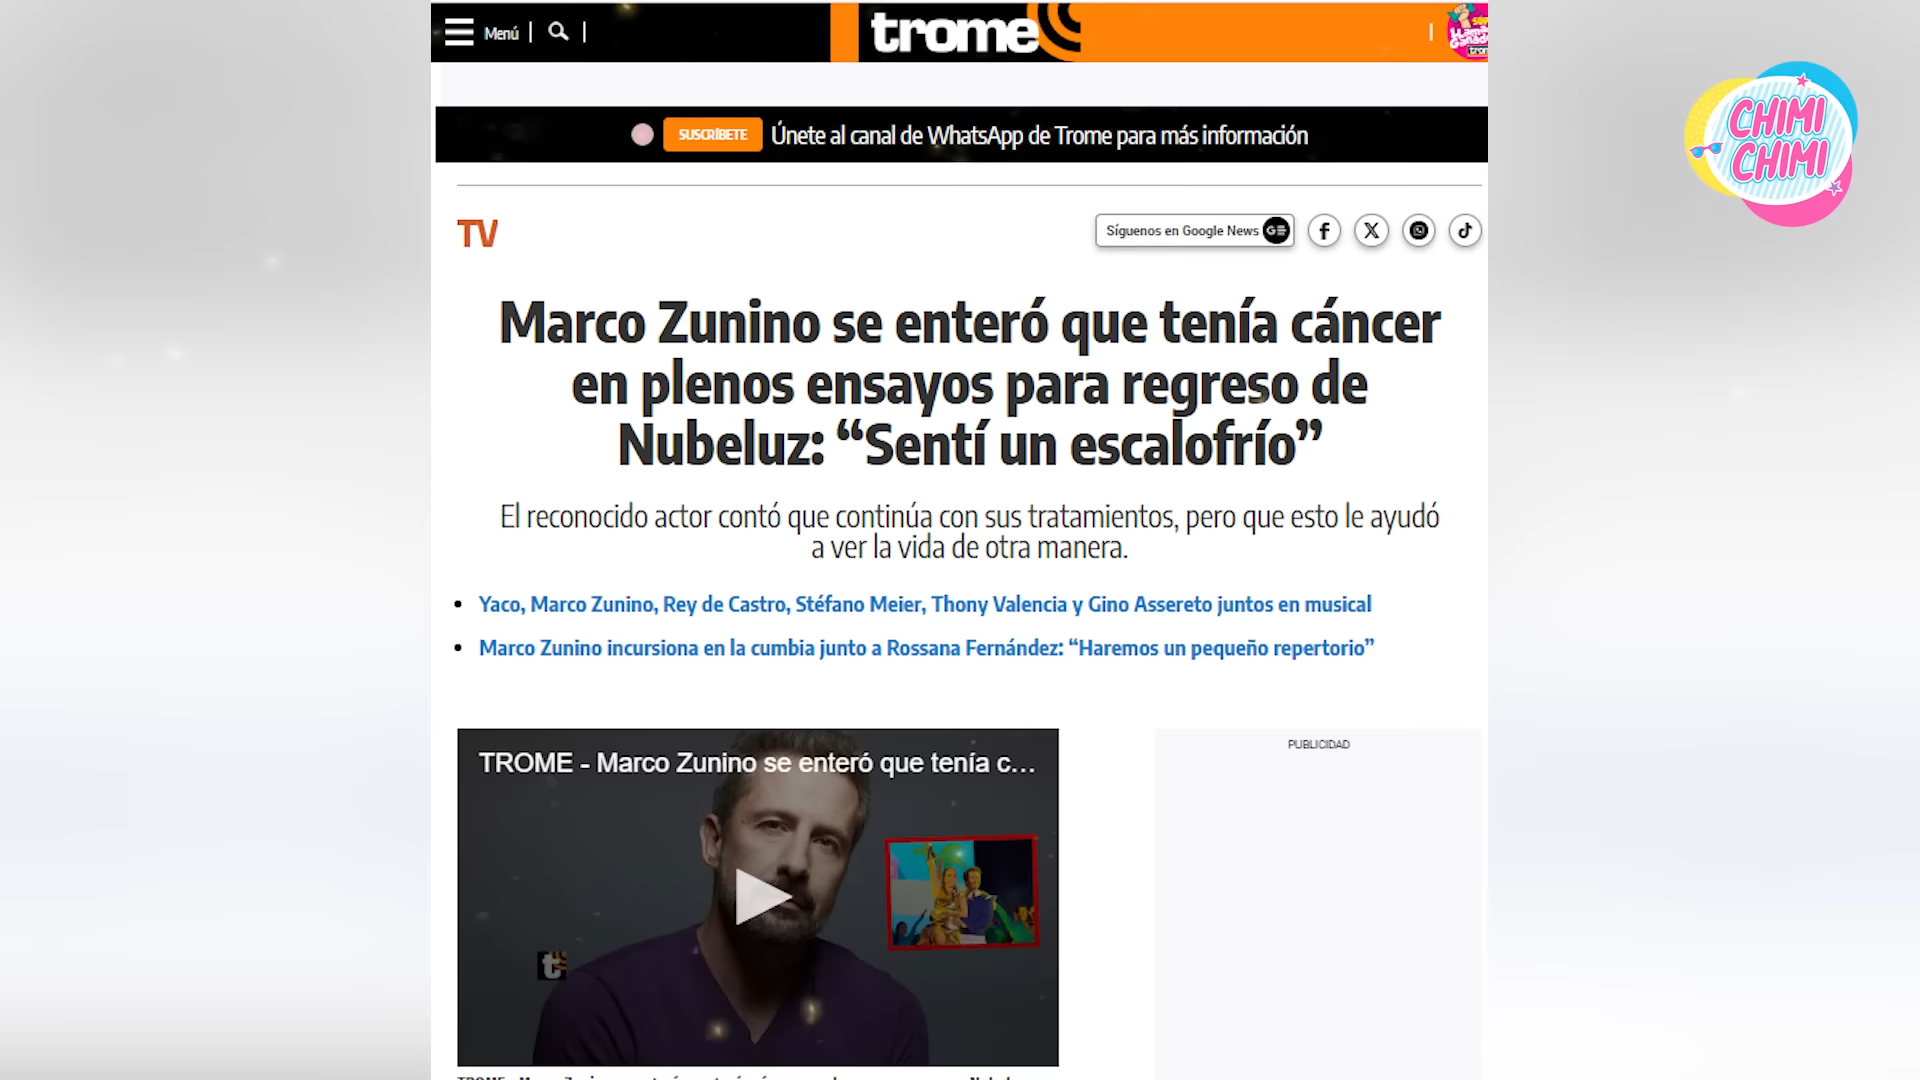 Menú
trome
CHIMI
CHIMI
SUSCRÍBETE Únete al canal de WhatsApp de Trome para más información
TV
Síguenos en Google News
Marco Zunino se enteró que tenía cáncer
en plenos ensayos para regreso de
Nubeluz: “Sentí un escalofrío”
El reconocido actor contó que continúa con sus tratamientos, pero que esto le ayudó
a ver la vida de otra manera.
• Yaco, Marco Zunino, Rey de Castro, Stéfano Meier, Thony Valencia y Gino Assereto juntos en musical
• Marco Zunino incursiona en la cumbia junto a Rossana Fernández: “Haremos un pequeño repertorio”
TROME - Marco Zunino se enteró que tenía c...
PUBLICIDAD
t